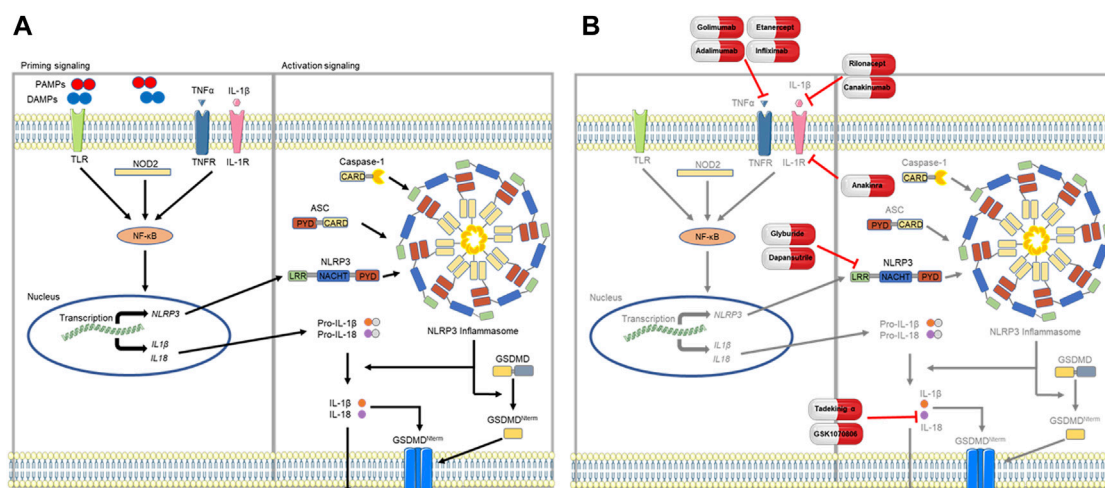 A
Priming signaling
Activation signaling
PAMPs
DAMPs
TNFα
IL-1β
TLR
NOD2
TNFR
IL-1R
NF-κB
Nucleus
Transcription
NLRP3
IL1β
IL18
Caspase-1
CARD
ASC
PYD
CARD
NLRP3
LRR
NACHT
PYD
Pro-IL-1β
Pro-IL-18
NLRP3 Inflammasome
GSDMD
IL-1β
IL-18
GSDMDNterm
GSDMDNterm
B
Golimumab
Etanercept
Adalimumab
Infliximab
Rilonacept
Canakinumab
TNFα
IL-1β
TLR
NOD2
TNFR
IL-1R
Anakinra
NF-κB
Glyburide
Dapansutrile
Nucleus
Transcription
NLRP3
IL1β
IL18
Caspase-1
CARD
ASC
PYD
CARD
NLRP3
LRR
NACHT
PYD
Pro-IL-1β
Pro-IL-18
NLRP3 Inflammasome
GSDMD
IL-1β
IL-18
Tadekinig α
GSK1070806
GSDMDNterm
GSDMDNterm